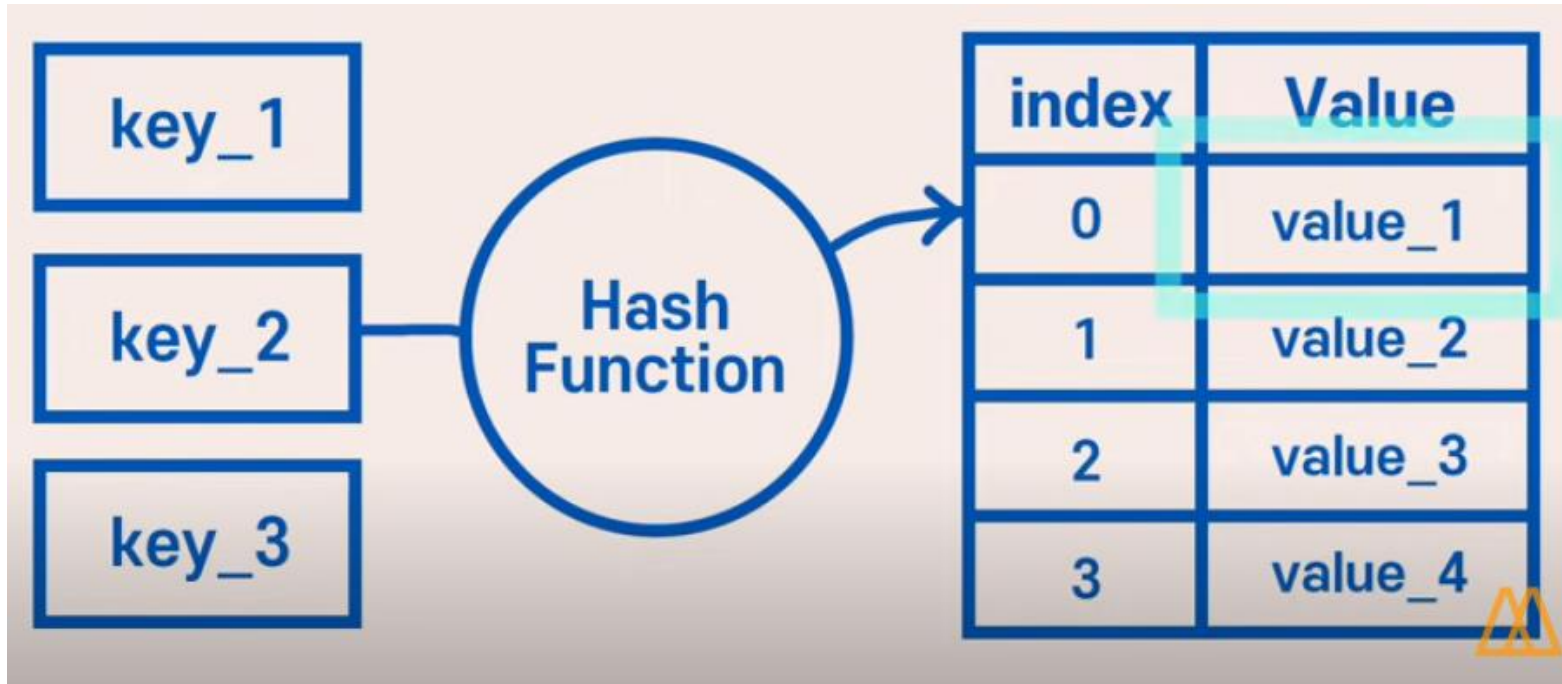 key_1
key_2
key_3
Hash
Function
index Value
0 value_1
1 value_2
2 value_3
3 value_4